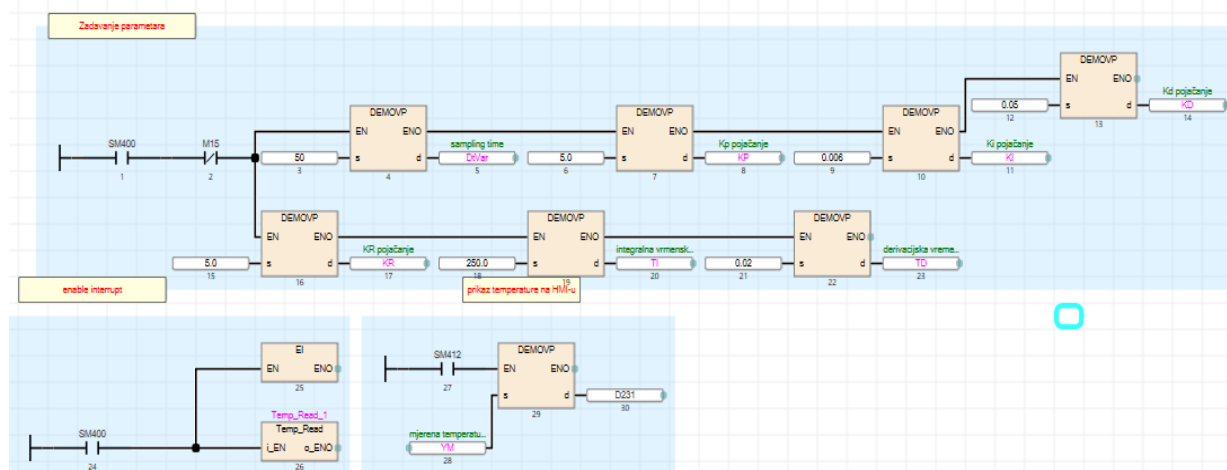 Zadavanje parametara
DEMOVP
EN ENO
0.05 s d KD
Kd pojačanje
12 13 14
SM400 M15
1 2
DEMOVP DEMOVP DEMOVP
EN ENO EN ENO EN ENO
sampling time Kp pojačanje Ki pojačanje
50 s d DtVar 5.0 s d KP 0.006 s d KI
3 4 5 6 7 8 9 10 11
DEMOVP DEMOVP DEMOVP
EN ENO EN ENO EN ENO
KR pojačanje integralna vrmensk... derivacijska vreme...
5.0 s d KR 250.0 s d TI 0.02 s d TD
15 16 17 18 19 20 21 22 23
enable interrupt prikaz temperature na HMI-u
EI
EN ENO
25
Temp_Read_1
Temp_Read
SM400 i_EN o_ENO
24 26
SM412
27
DEMOVP
EN ENO
s d D231
29 30
mjerena temperatu...
YM
28